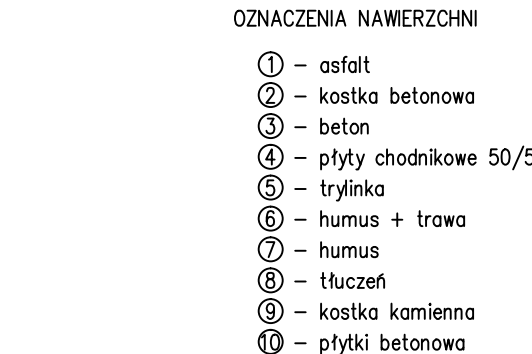 OZNACZENIA NAWIERZCHNI
① – asfalt
② – kostka betonowa
③ – beton
④ – płyty chodnikowe 50/5
⑤ – trylinka
⑥ – humus + trawa
⑦ – humus
⑧ – tłuczeń
⑨ – kostka kamienna
⑩ – płytki betonowa